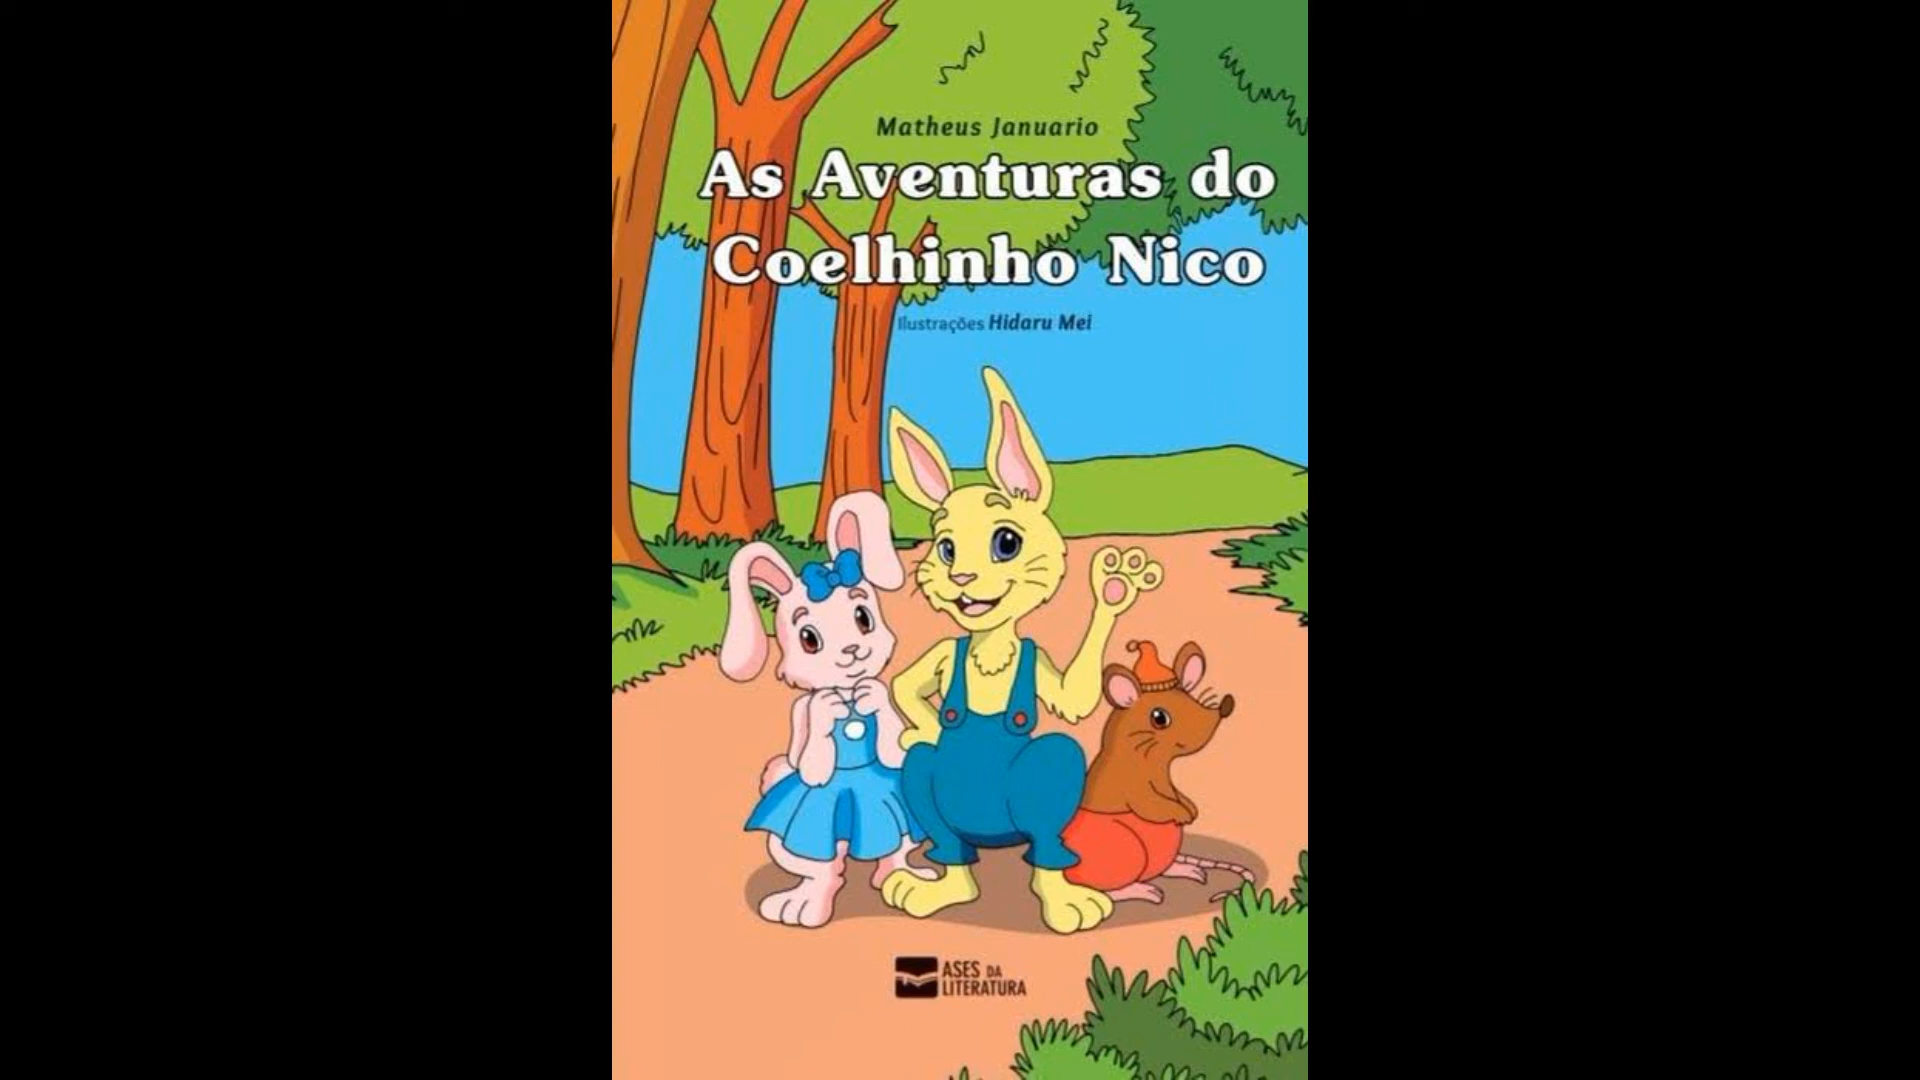 Matheus Januario
As Aventuras do
Coelhinho Nico
Ilustrações Hidaru Mei
ASES DA
LITERATURA